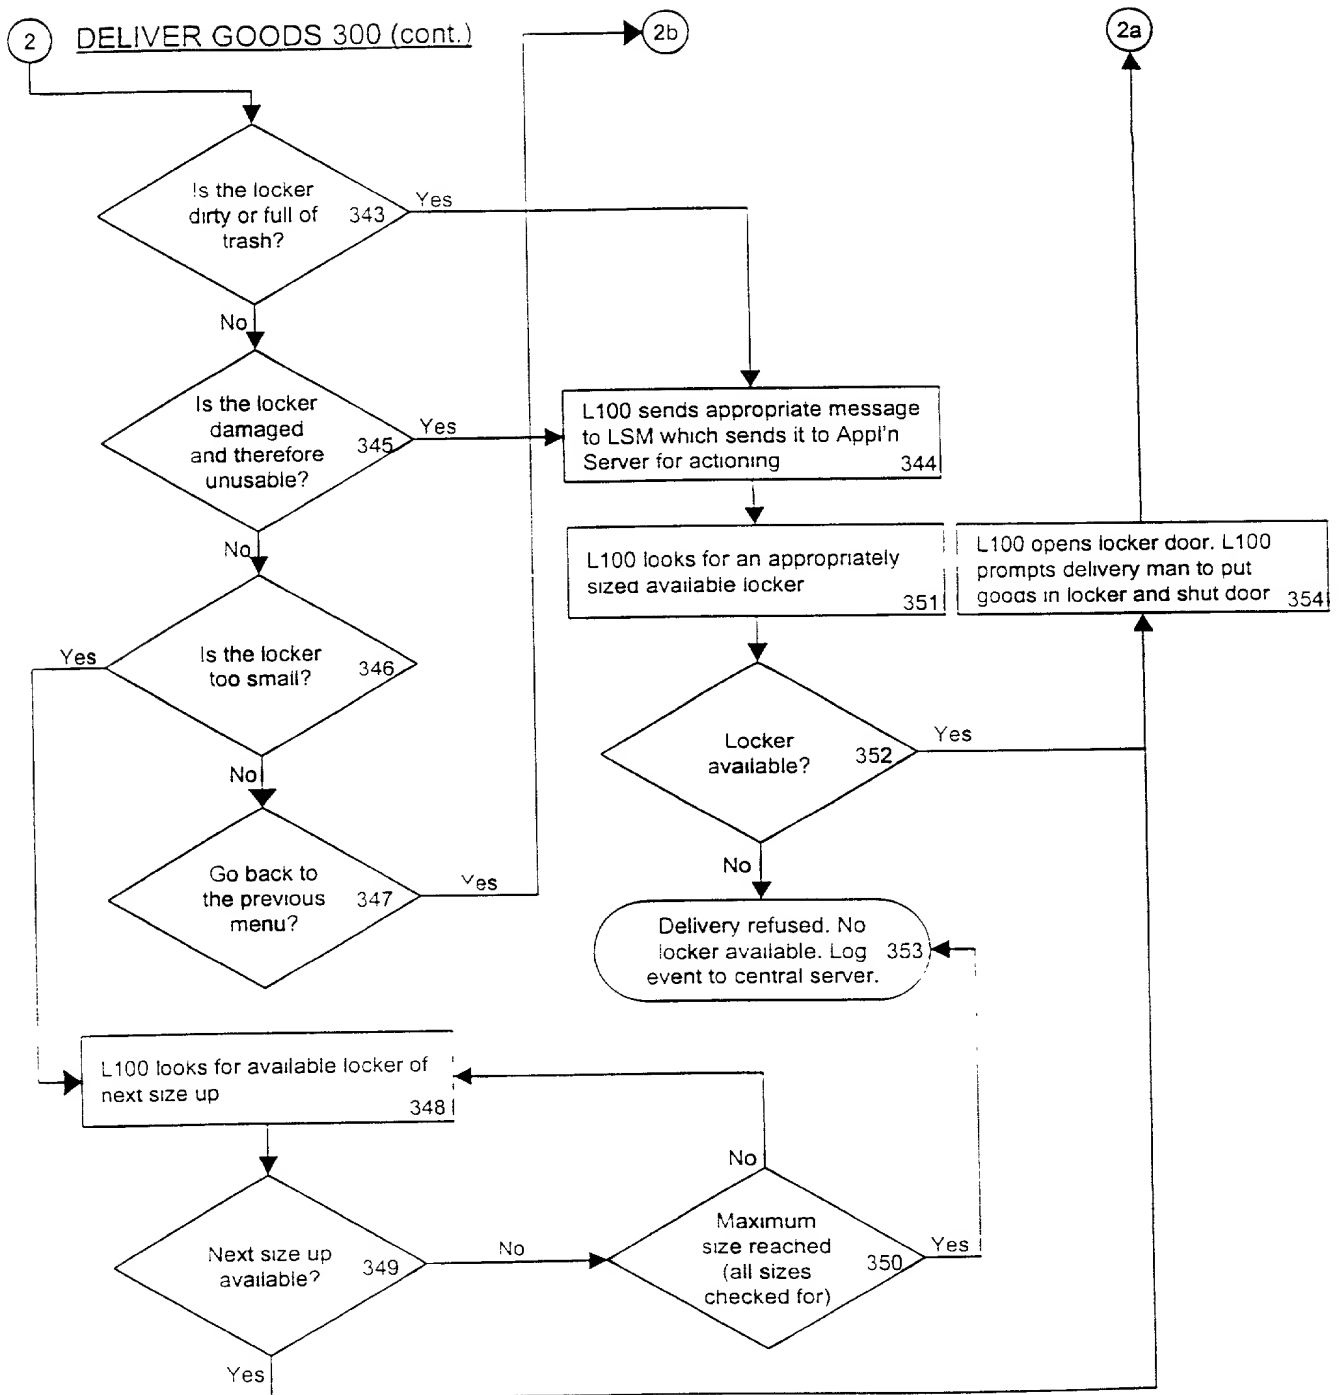 2
DELIVER GOODS 300 (cont.)
2b
2a
Is the locker
dirty or full of
trash?
343
Yes
No
Is the locker
damaged
and therefore
unusable?
345
Yes
L100 sends appropriate message
to LSM which sends it to Appl'n
Server for actioning
344
No
L100 looks for an appropriately
sized available locker
351
L100 opens locker door. L100
prompts delivery man to put
goods in locker and shut door
354
Yes
Is the locker
too small?
346
Locker
available?
352
Yes
No
Go back to
the previous
menu?
347
Yes
No
Delivery refused. No
locker available. Log
event to central server.
353
L100 looks for available locker of
next size up
348
No
Next size up
available?
349
No
Maximum
size reached
(all sizes
checked for)
350
Yes
Yes